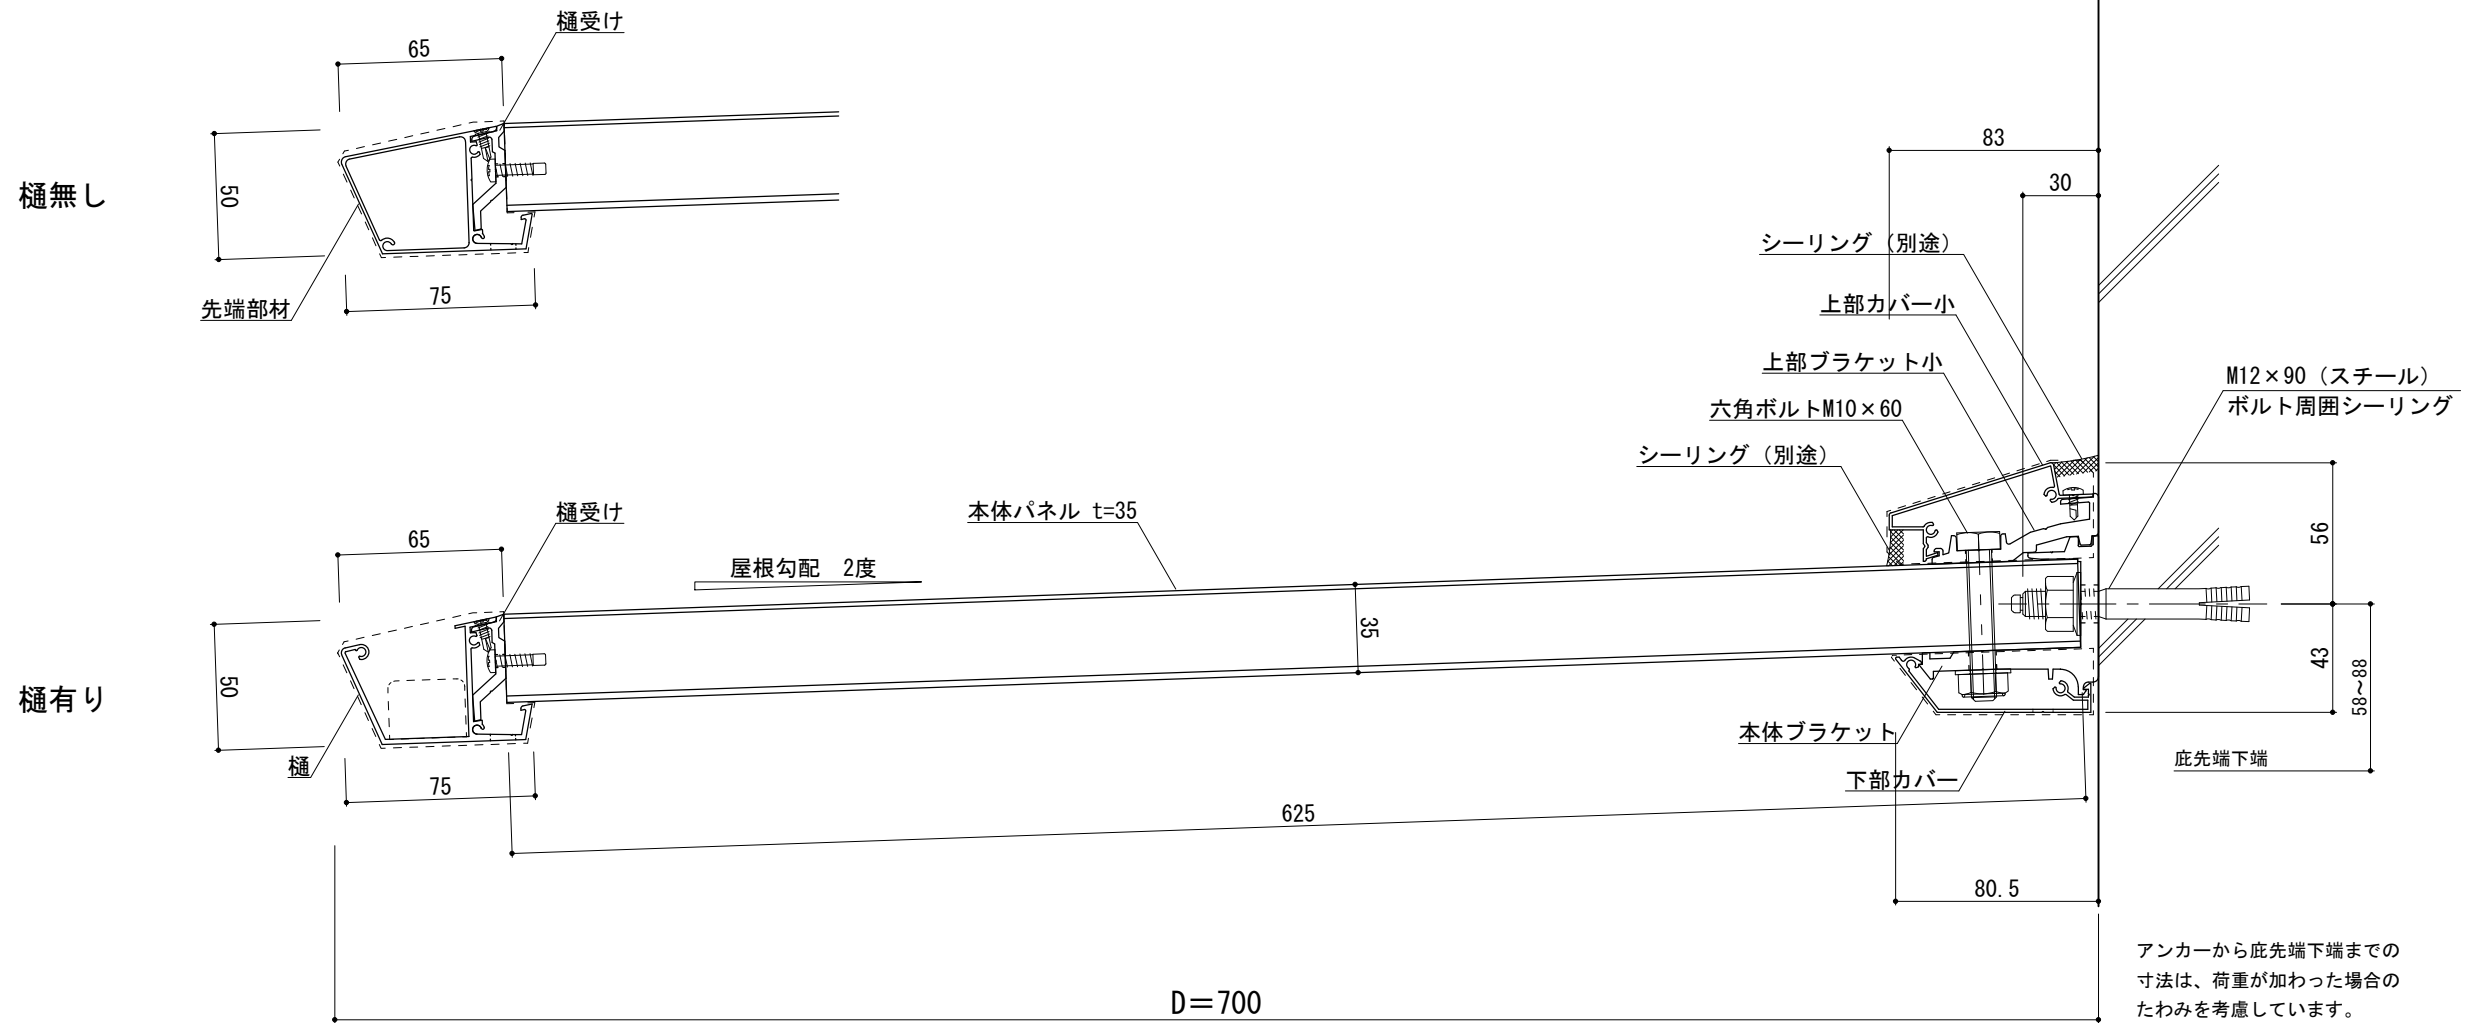 樋受け
65
50
樋無し
75
先端部材
83
30
シーリング（別途）
上部カバー小
上部ブラケット小
六角ボルトM10×60
シーリング（別途）
M12×90（スチール）
ボルト周囲シーリング
樋受け
65
本体パネル t=35
屋根勾配　2度
50
樋有り
35
56
43
58~88
樋
75
本体ブラケット
下部カバー
庇先端下端
625
80.5
D＝700
アンカーから庇先端下端までの
寸法は、荷重が加わった場合の
たわみを考慮しています。